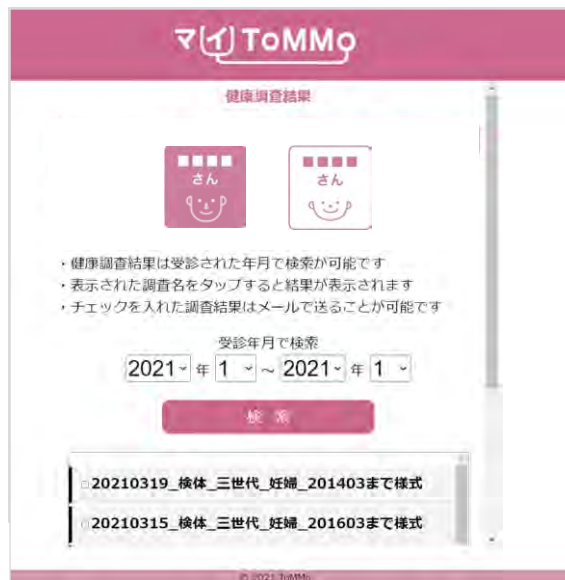 マイ ToMMo
健康調査結果
■■■■ ■■■■
さん さん
・健康調査結果は受診された年月で検索が可能です
・表示された調査名をタップすると結果が表示されます
・チェックを入れた調査結果はメールで送ることが可能です
受診年月で検索
2021 年 1 ～ 2021 年 1
検 索
20210319_検体_三世代_妊婦_201403まで様式
20210315_検体_三世代_妊婦_201603まで様式
© 2021 ToMMo